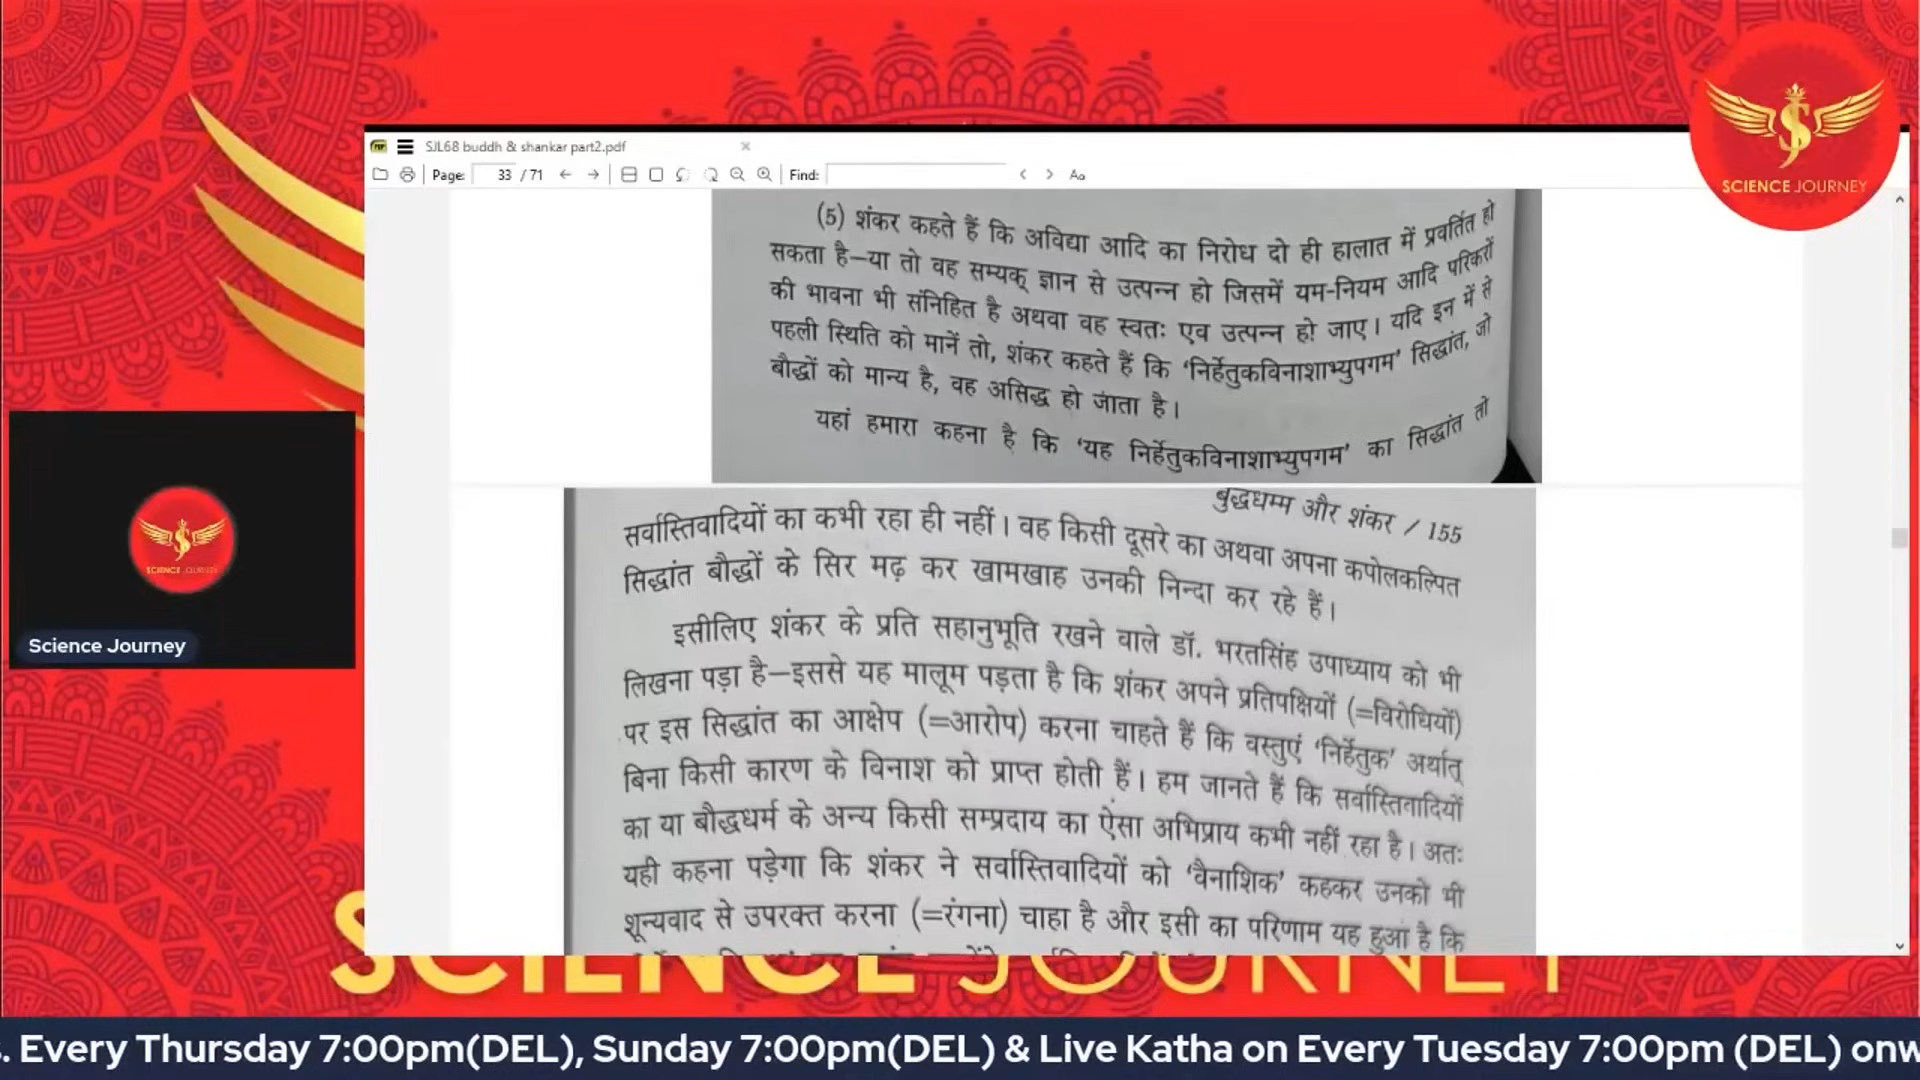 SCIENCE JOURNEY
SJL68 buddh & shankar part2.pdf
Page: 33 / 71 Find: Aa
(5) शंकर कहते हैं कि अविद्या आदि का निरोध दो ही हालात में प्रवर्तित हो
सकता है–या तो वह सम्यक् ज्ञान से उत्पन्न हो जिसमें यम-नियम आदि परिकरों
की भावना भी संनिहित है अथवा वह स्वतः एव उत्पन्न हो जाए। यदि इन में से
पहली स्थिति को मानें तो, शंकर कहते हैं कि ‘निर्हेतुकविनाशाभ्युपगम’ सिद्धांत, जो
बौद्धों को मान्य है, वह असिद्ध हो जाता है।
यहां हमारा कहना है कि ‘यह निर्हेतुकविनाशाभ्युपगम’ का सिद्धांत तो
बुद्धधम्म और शंकर / 155
सर्वास्तिवादियों का कभी रहा ही नहीं। वह किसी दूसरे का अथवा अपना कपोलकल्पित
सिद्धांत बौद्धों के सिर मढ़ कर खामखाह उनकी निन्दा कर रहे हैं।
इसीलिए शंकर के प्रति सहानुभूति रखने वाले डॉ. भरतसिंह उपाध्याय को भी
लिखना पड़ा है–इससे यह मालूम पड़ता है कि शंकर अपने प्रतिपक्षियों (=विरोधियों)
पर इस सिद्धांत का आक्षेप (=आरोप) करना चाहते हैं कि वस्तुएं ‘निर्हेतुक’ अर्थात्
बिना किसी कारण के विनाश को प्राप्त होती हैं। हम जानते हैं कि सर्वास्तिवादियों
का या बौद्धधर्म के अन्य किसी सम्प्रदाय का ऐसा अभिप्राय कभी नहीं रहा है। अतः
यही कहना पड़ेगा कि शंकर ने सर्वास्तिवादियों को ‘वैनाशिक’ कहकर उनको भी
शून्यवाद से उपरक्त करना (=रंगना) चाहा है और इसी का परिणाम यह हुआ है कि
SCIENCE JOURNEY
Science Journey
SCIENCE JOURNEY
. Every Thursday 7:00pm(DEL), Sunday 7:00pm(DEL) & Live Katha on Every Tuesday 7:00pm (DEL) onw